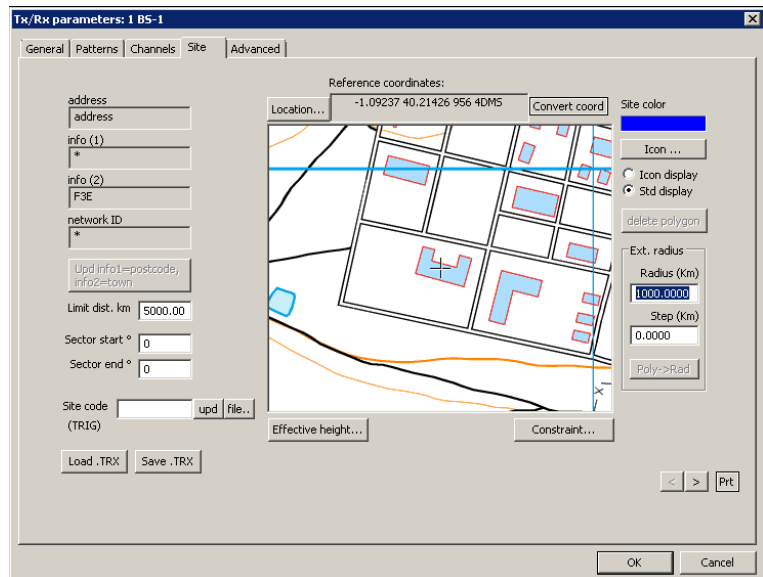 Tx/Rx parameters: 1 BS-1
General Patterns Channels Site Advanced
Reference coordinates:
Location... -1.09237 40.21426 956 4DMS Convert coord
address
address
info (1)
*
info (2)
F3E
network ID
*
Upd info1=postcode,
info2=town
Limit dist. km 5000.00
Sector start ° 0
Sector end ° 0
Site code upd file..
(TRIG)
Load .TRX Save .TRX
Effective height... Constraint...
Site color
Icon ...
Icon display
Std display
delete polygon
Ext. radius
Radius (Km)
1000.0000
Step (Km)
0.0000
Poly->Rad
< > Prt
OK Cancel